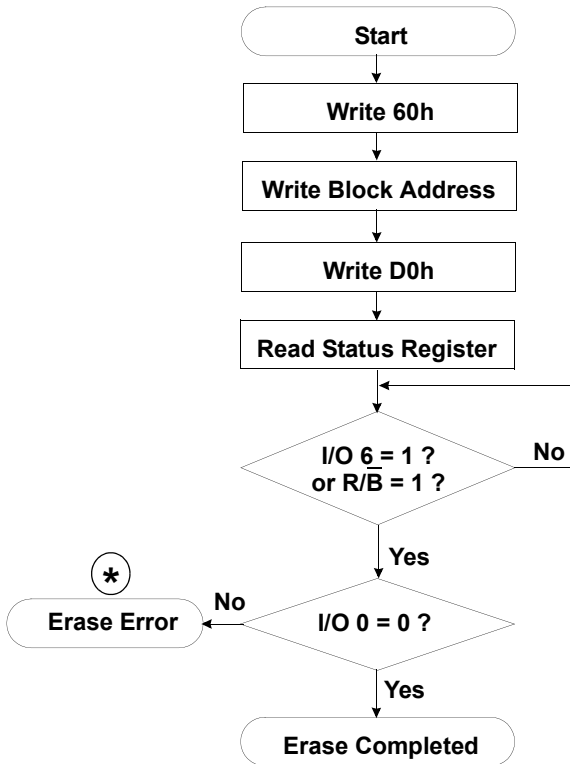 Start
Write 60h
Write Block Address
Write D0h
Read Status Register
I/O 6 = 1 ?
or R/B̅ = 1 ?
No
Yes
*
Erase Error
No
I/O 0 = 0 ?
Yes
Erase Completed